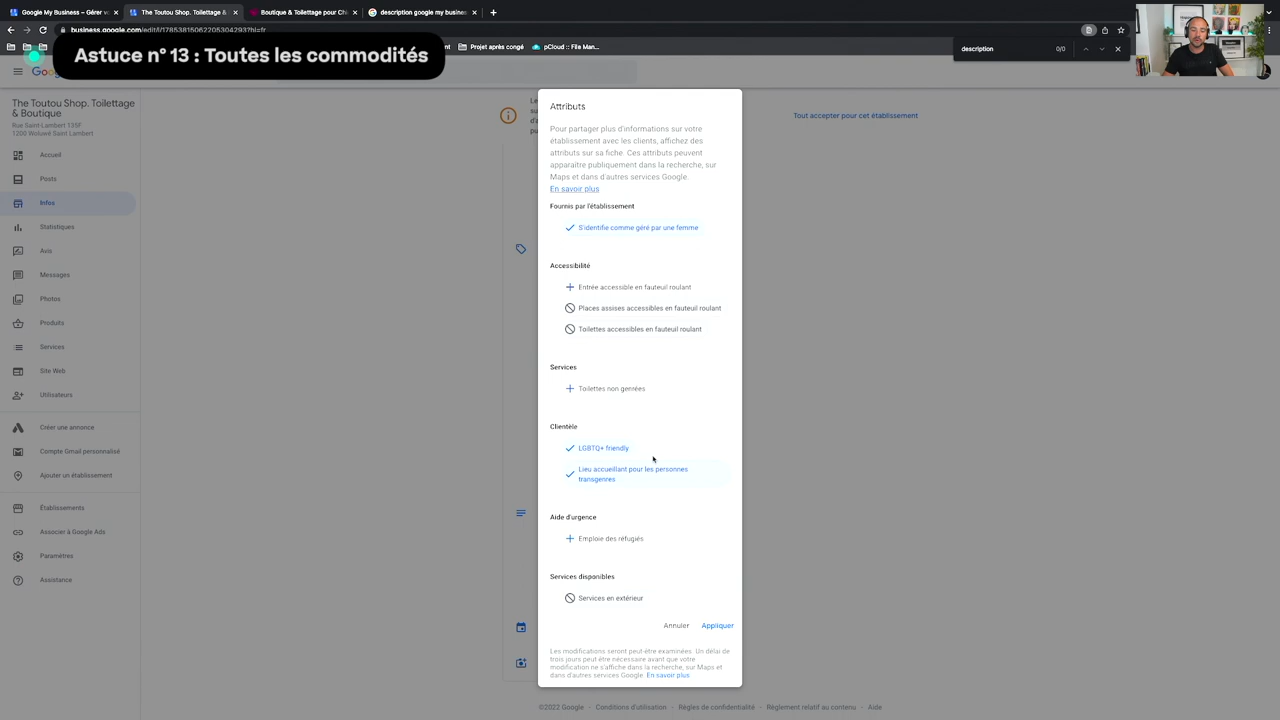 Google My Business – Gérer vo
The Toutou Shop. Toilettage &
Boutique & Toilettage pour Chi
description google my business
business.google.com/edit/l/17853815062205304293?hl=fr
Projet après congé
pCloud :: File Man...
description
0/0
Astuce n° 13 : Toutes les commodités
The Toutou Shop. Toilettage
& Boutique
Rue Saint-Lambert 135F
1200 Woluwe Saint Lambert
Accueil
Posts
Infos
Statistiques
Avis
Messages
Photos
Produits
Services
Site Web
Utilisateurs
Créer une annonce
Compte Gmail personnalisé
Ajouter un établissement
Établissements
Associer à Google Ads
Paramètres
Assistance
Tout accepter pour cet établissement
Attributs
Pour partager plus d'informations sur votre
établissement avec les clients, affichez des
attributs sur sa fiche. Ces attributs peuvent
apparaître publiquement dans la recherche, sur
Maps et dans d'autres services Google.
En savoir plus
Fournis par l'établissement
S'identifie comme géré par une femme
Accessibilité
Entrée accessible en fauteuil roulant
Places assises accessibles en fauteuil roulant
Toilettes accessibles en fauteuil roulant
Services
Toilettes non genrées
Clientèle
LGBTQ+ friendly
Lieu accueillant pour les personnes
transgenres
Aide d'urgence
Emploie des réfugiés
Services disponibles
Services en extérieur
Annuler
Appliquer
Les modifications seront peut-être examinées. Un délai de
trois jours peut être nécessaire avant que votre
modification ne s'affiche dans la recherche, sur Maps et
dans d'autres services Google. En savoir plus
©2022 Google - Conditions d'utilisation - Règles de confidentialité - Règlement relatif au contenu - Aide